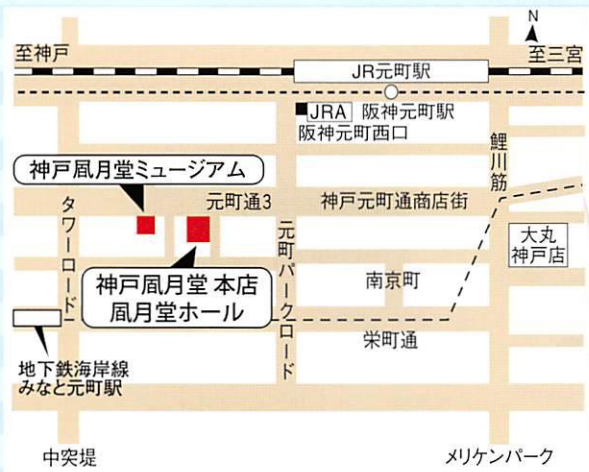 N
至神戸
至三宮
JR元町駅
JRA
阪神元町駅
阪神元町西口
鯉川筋
神戸凮月堂ミュージアム
元町通3
神戸元町通商店街
タワーロード
元町パークロード
大丸
神戸店
神戸凮月堂 本店
凮月堂ホール
南京町
栄町通
地下鉄海岸線
みなと元町駅
中突堤
メリケンパーク